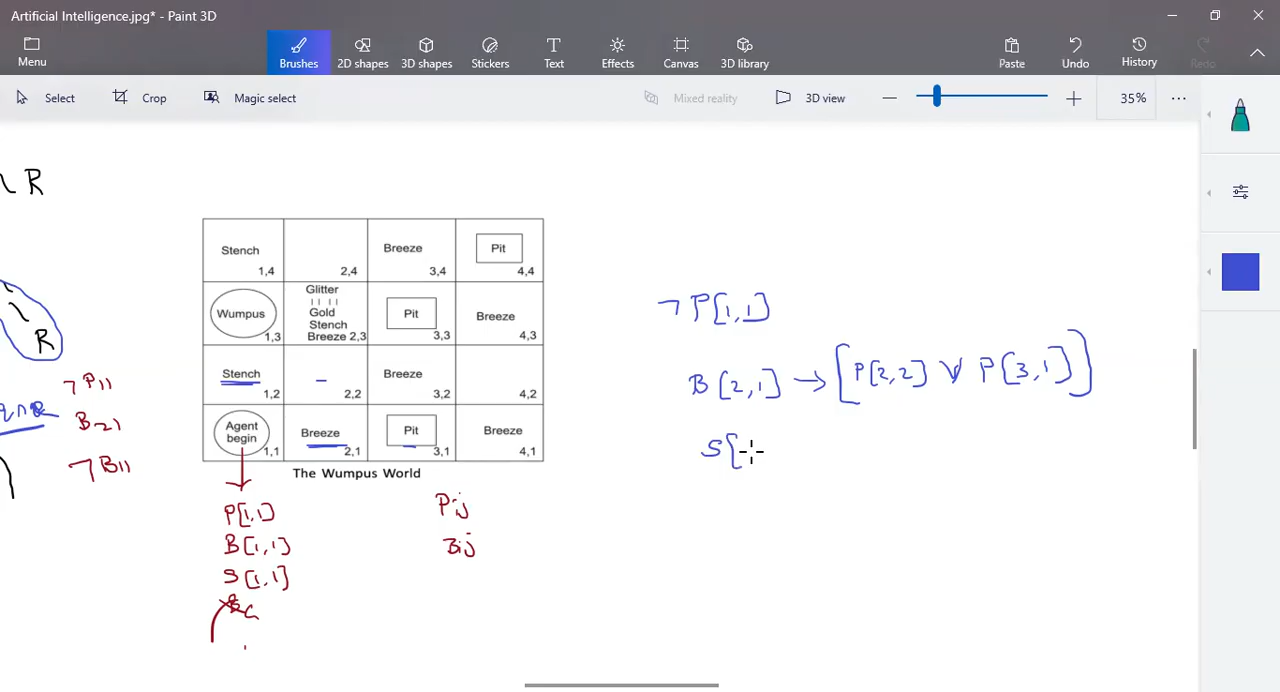 Artificial Intelligence.jpg* - Paint 3D
Menu
Brushes 2D shapes 3D shapes Stickers Text Effects Canvas 3D library Paste Undo History Redo
Select Crop Magic select Mixed reality 3D view 35%
R
R
¬P11
B21
¬B11
Stench 1,4 2,4 Breeze 3,4 Pit 4,4
Wumpus 1,3 Glitter Gold Stench Breeze 2,3 Pit 3,3 Breeze 4,3
Stench 1,2 2,2 Breeze 3,2 4,2
Agent begin 1,1 Breeze 2,1 Pit 3,1 Breeze 4,1
The Wumpus World
P[1,1]
B[1,1]
S[1,1]
Pij
Bij
¬P[1,1]
B[2,1] → [P[2,2] ∨ P[3,1]]
S[